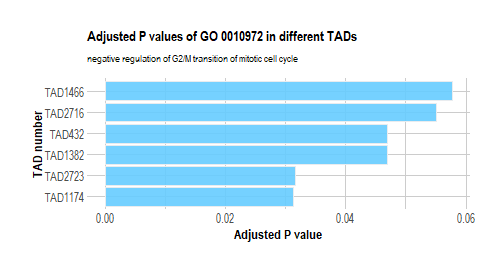 Adjusted P values of GO 0010972 in different TADs
negative regulation of G2/M transition of mitotic cell cycle
TAD1466
TAD2716
TAD432
TAD1382
TAD2723
TAD1174
TAD number
0.00 0.02 0.04 0.06
Adjusted P value